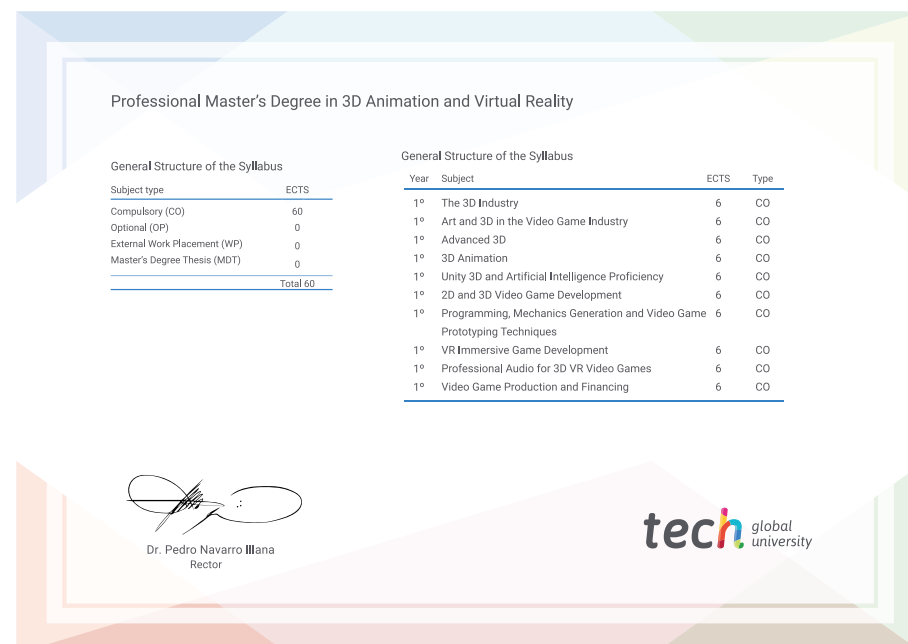 Professional Master's Degree in 3D Animation and Virtual Reality
General Structure of the Syllabus
Subject type ECTS
Compulsory (CO) 60
Optional (OP) 0
External Work Placement (WP) 0
Master's Degree Thesis (MDT) 0
Total 60
General Structure of the Syllabus
Year Subject ECTS Type
1º The 3D Industry 6 CO
1º Art and 3D in the Video Game Industry 6 CO
1º Advanced 3D 6 CO
1º 3D Animation 6 CO
1º Unity 3D and Artificial Intelligence Proficiency 6 CO
1º 2D and 3D Video Game Development 6 CO
1º Programming, Mechanics Generation and Video Game 6 CO
Prototyping Techniques
1º VR Immersive Game Development 6 CO
1º Professional Audio for 3D VR Video Games 6 CO
1º Video Game Production and Financing 6 CO
Dr. Pedro Navarro Illana
Rector
tech global
university